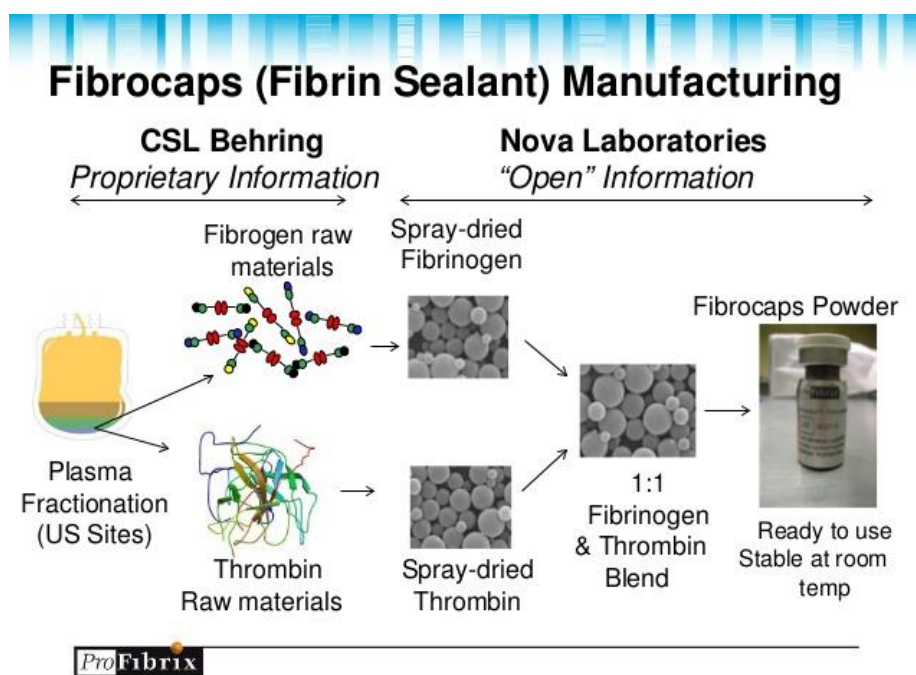 Fibrocaps (Fibrin Sealant) Manufacturing
CSL Behring
Proprietary Information
Nova Laboratories
“Open” Information
Fibrogen raw
materials
Spray-dried
Fibrinogen
Fibrocaps Powder
Plasma
Fractionation
(US Sites)
Thrombin
Raw materials
Spray-dried
Thrombin
1:1
Fibrinogen
& Thrombin
Blend
Ready to use
Stable at room
temp
ProFibrix